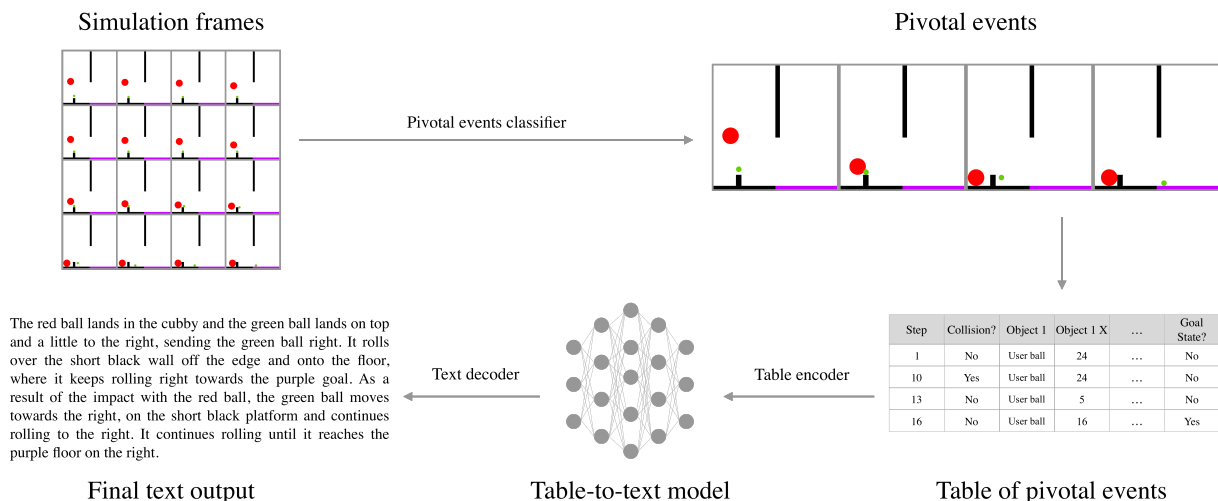 Simulation frames
Pivotal events
Pivotal events classifier
The red ball lands in the cubby and the green ball lands on top
and a little to the right, sending the green ball right. It rolls
over the short black wall off the edge and onto the floor,
where it keeps rolling right towards the purple goal. As a
result of the impact with the red ball, the green ball moves
towards the right, on the short black platform and continues
rolling to the right. It continues rolling until it reaches the
purple floor on the right.
Text decoder
Table encoder
Step Collision? Object 1 Object 1 X … Goal State?
1 No User ball 24 … No
10 Yes User ball 24 … No
13 No User ball 5 … No
16 No User ball 16 … Yes
Final text output
Table-to-text model
Table of pivotal events